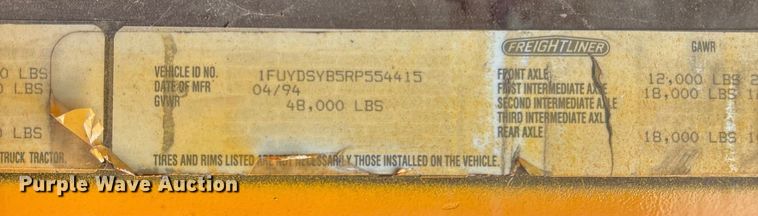 FREIGHTLINER
GAWR
VEHICLE ID NO. 1FUYDSYB5RP554415
DATE OF MFR 04/94
GVWR 48,000 LBS
FRONT AXLE 12,000 LBS
FIRST INTERMEDIATE AXLE 18,000 LBS
SECOND INTERMEDIATE AXLE
THIRD INTERMEDIATE AXLE
REAR AXLE 18,000 LBS
0 LBS
0 LBS
0 LBS
TRUCK TRACTOR.
TIRES AND RIMS LISTED ARE NOT NECESSARILY THOSE INSTALLED ON THE VEHICLE.
Purple Wave Auction